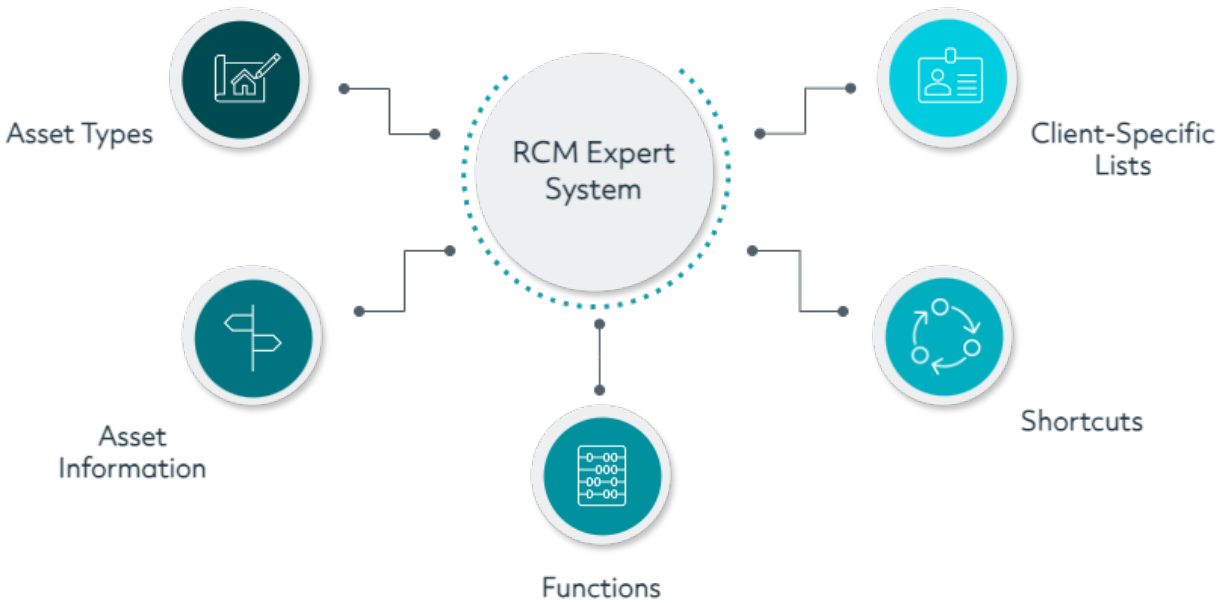 RCM Expert
System
Asset Types
Client-Specific
Lists
Asset
Information
Shortcuts
Functions